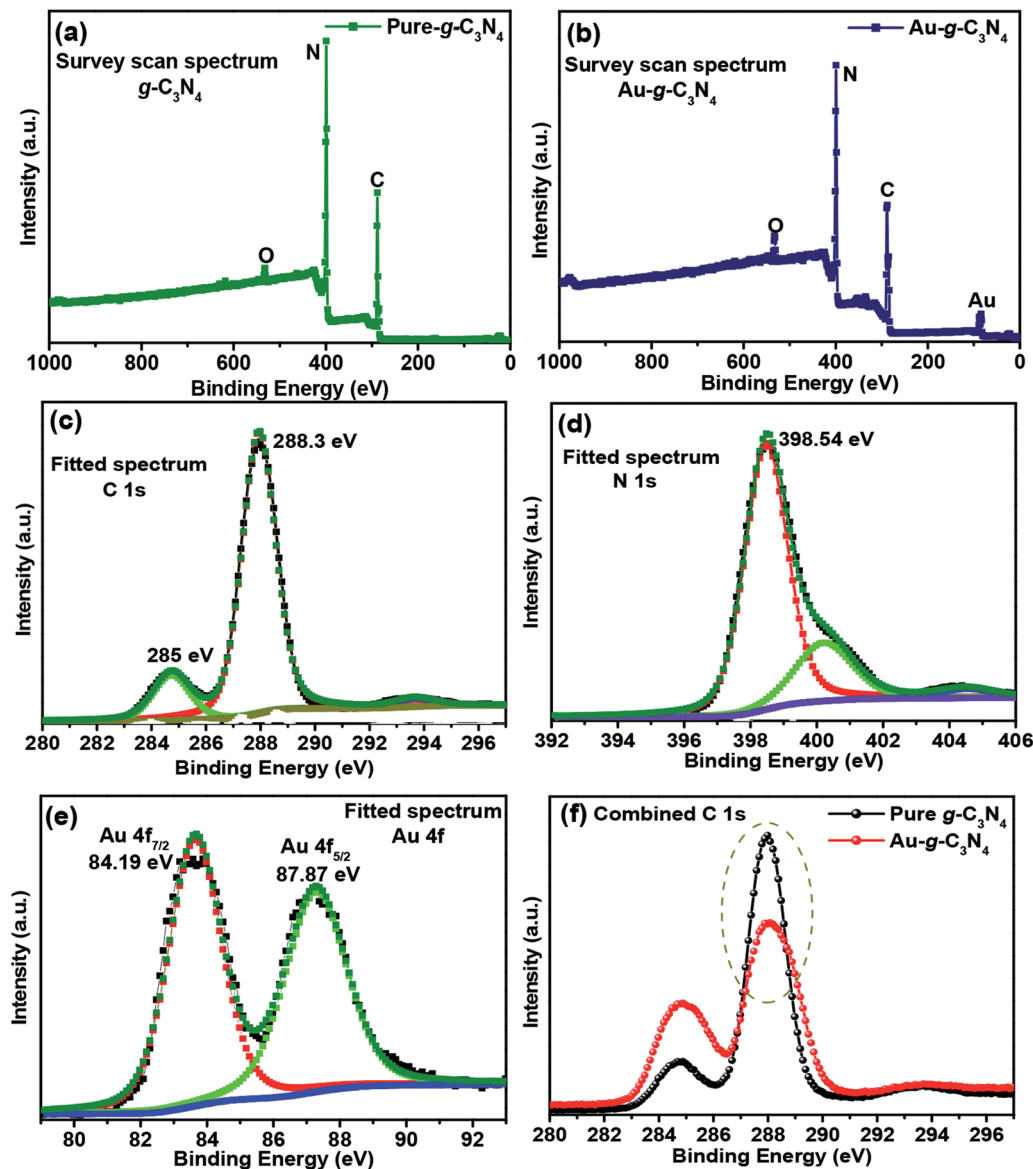 (a)
Pure-g-C₃N₄
Survey scan spectrum
g-C₃N₄
N
C
O
Intensity (a.u.)
1000 800 600 400 200 0
Binding Energy (eV)
(b)
Au-g-C₃N₄
Survey scan spectrum
Au-g-C₃N₄
N
C
O
Au
Intensity (a.u.)
1000 800 600 400 200 0
Binding Energy (eV)
(c)
288.3 eV
Fitted spectrum
C 1s
285 eV
Intensity (a.u.)
280 282 284 286 288 290 292 294 296
Binding Energy (eV)
(d)
398.54 eV
Fitted spectrum
N 1s
Intensity (a.u.)
392 394 396 398 400 402 404 406
Binding Energy (eV)
(e)
Fitted spectrum
Au 4f
Au 4f₇/₂
84.19 eV
Au 4f₅/₂
87.87 eV
Intensity (a.u.)
80 82 84 86 88 90 92
Binding Energy (eV)
(f)
Combined C 1s
Pure g-C₃N₄
Au-g-C₃N₄
Intensity (a.u.)
280 282 284 286 288 290 292 294 296
Binding Energy (eV)